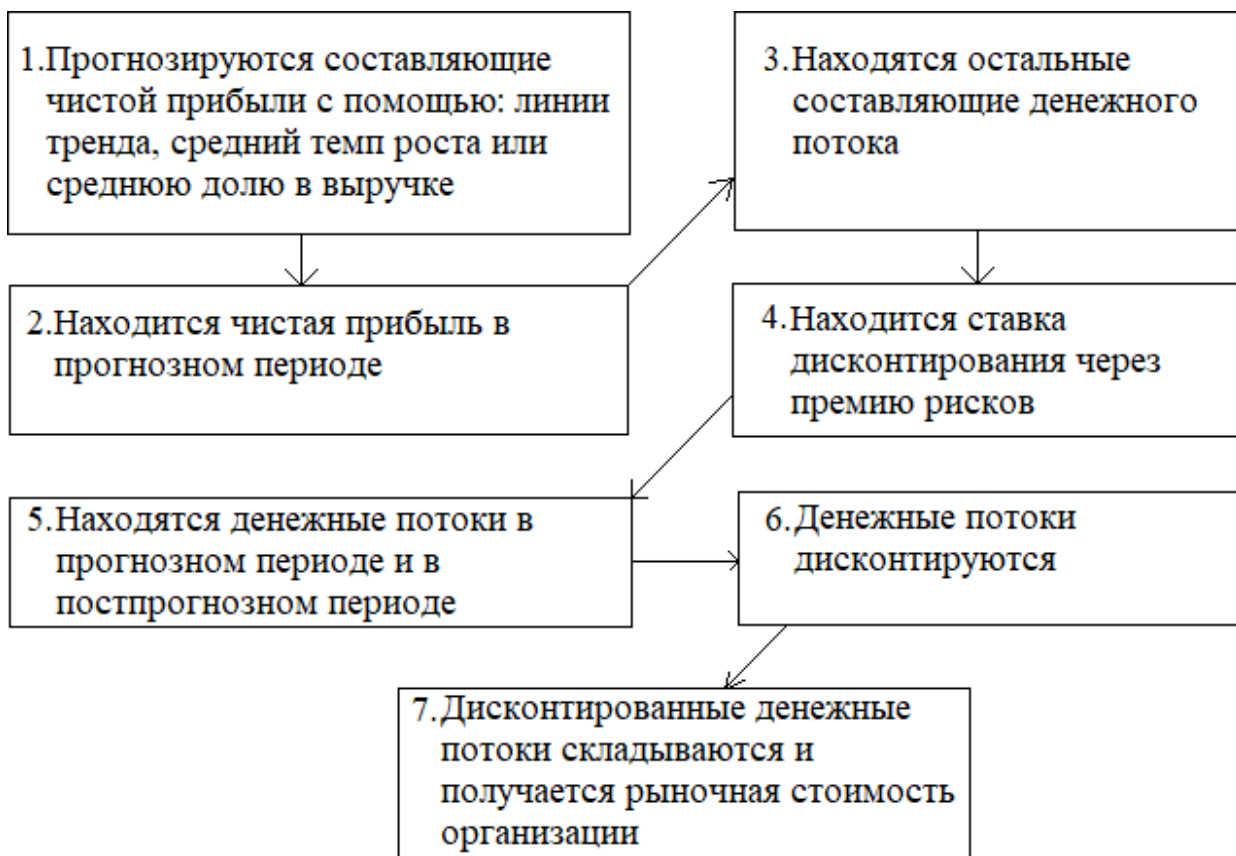 1.Прогнозируются составляющие
чистой прибыли с помощью: линии
тренда, средний темп роста или
среднюю долю в выручке
2.Находится чистая прибыль в
прогнозном периоде
3.Находятся остальные
составляющие денежного
потока
4.Находится ставка
дисконтирования через
премию рисков
5.Находятся денежные потоки в
прогнозном периоде и в
постпрогнозном периоде
6.Денежные потоки
дисконтируются
7.Дисконтированные денежные
потоки складываются и
получается рыночная стоимость
организации